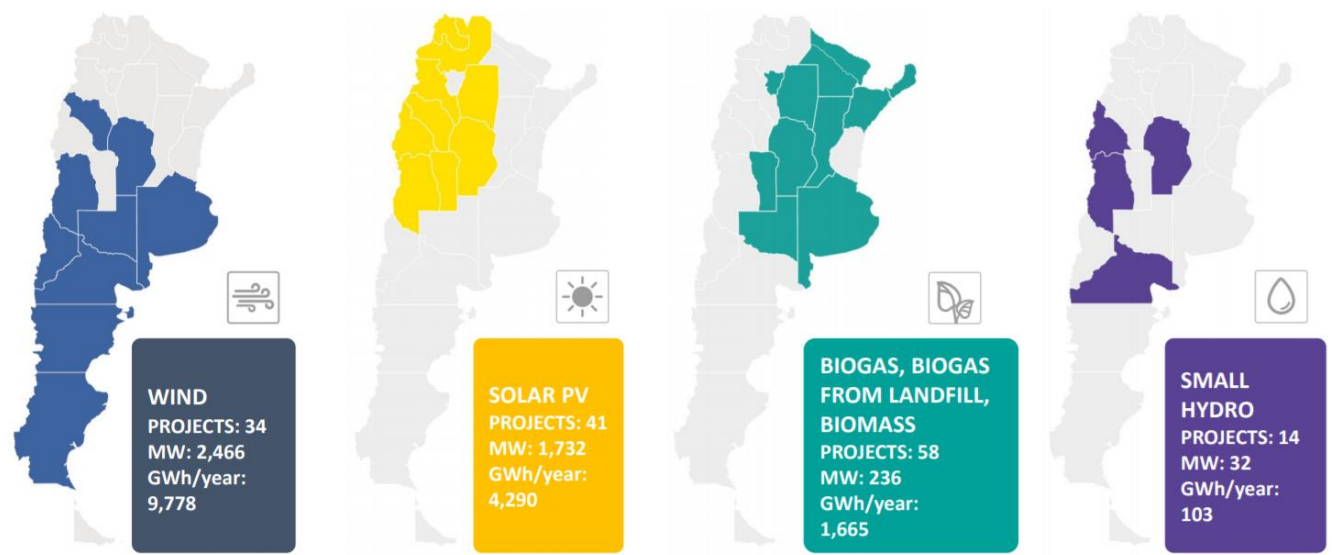 WIND
PROJECTS: 34
MW: 2,466
GWh/year:
9,778
SOLAR PV
PROJECTS: 41
MW: 1,732
GWh/year:
4,290
BIOGAS, BIOGAS
FROM LANDFILL,
BIOMASS
PROJECTS: 58
MW: 236
GWh/year:
1,665
SMALL
HYDRO
PROJECTS: 14
MW: 32
GWh/year:
103